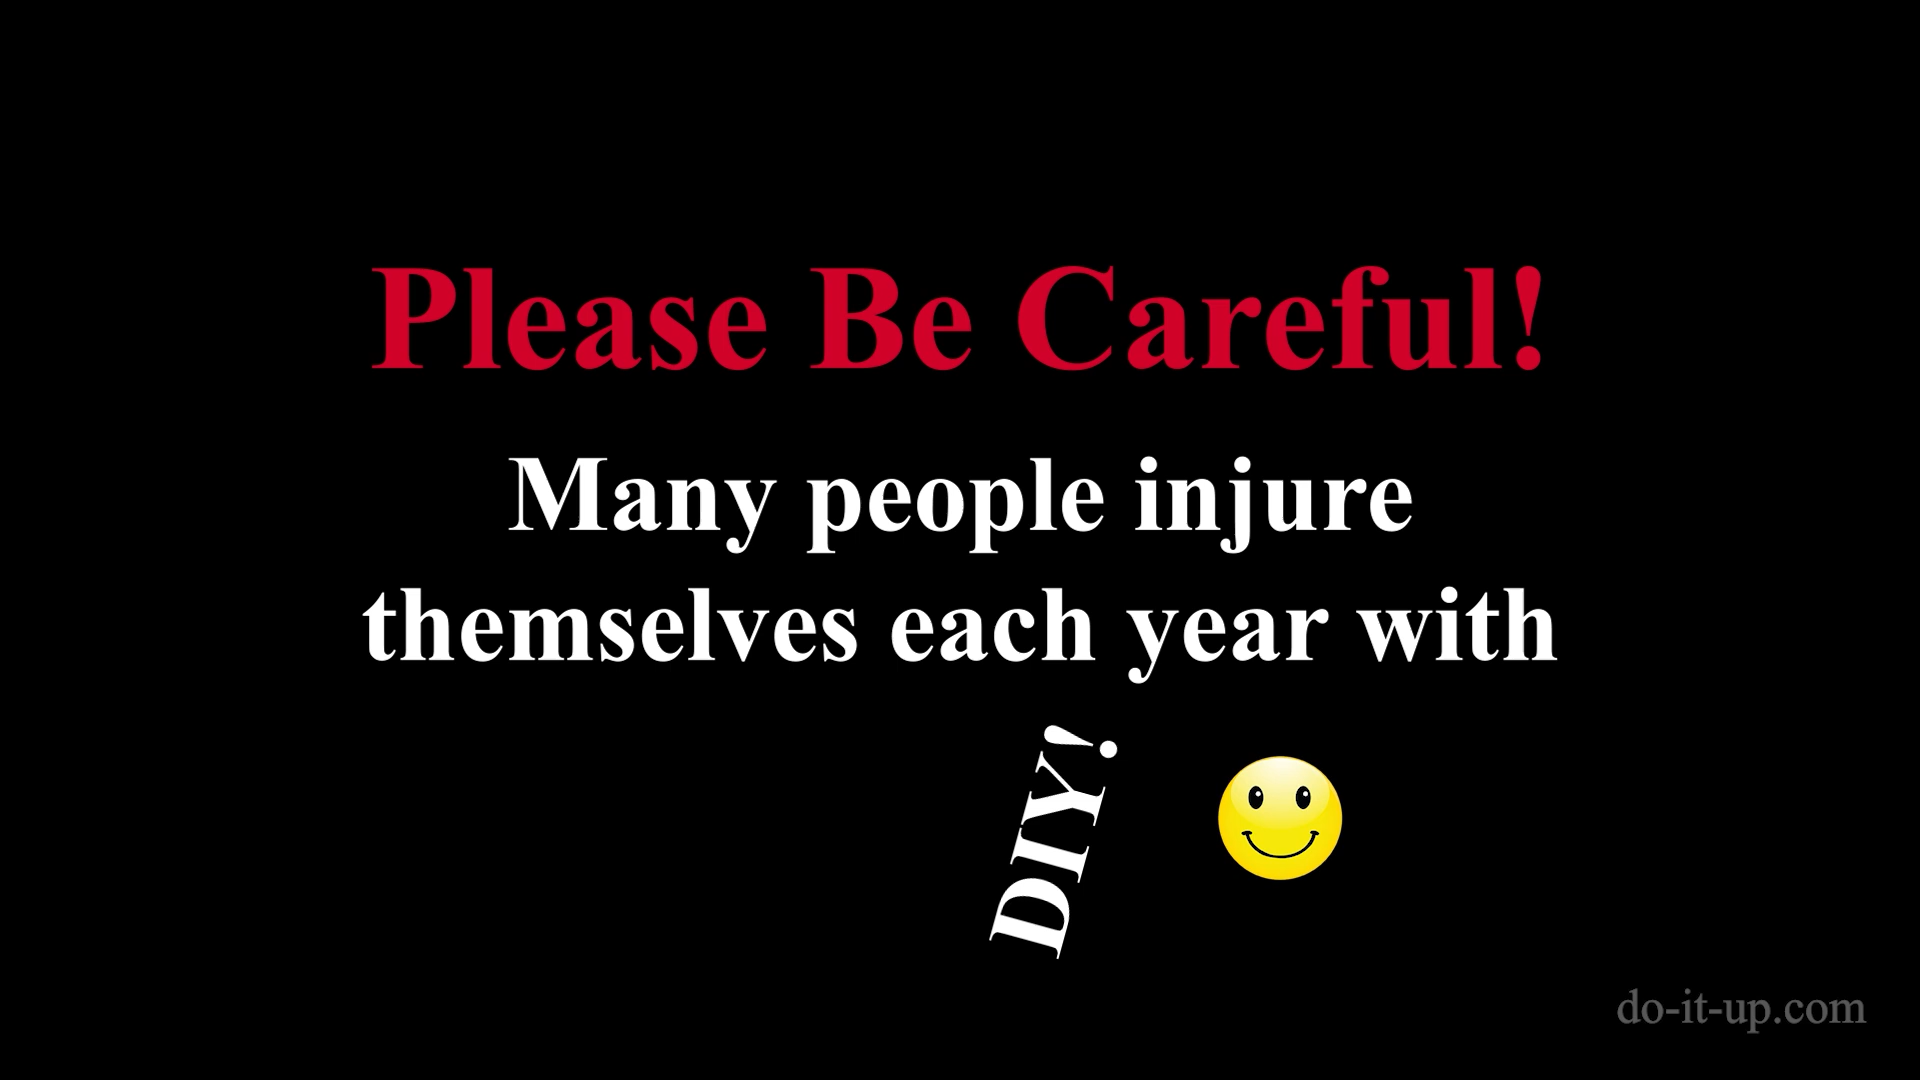 Please Be Careful!
Many people injure
themselves each year with
DIY!
do-it-up.com